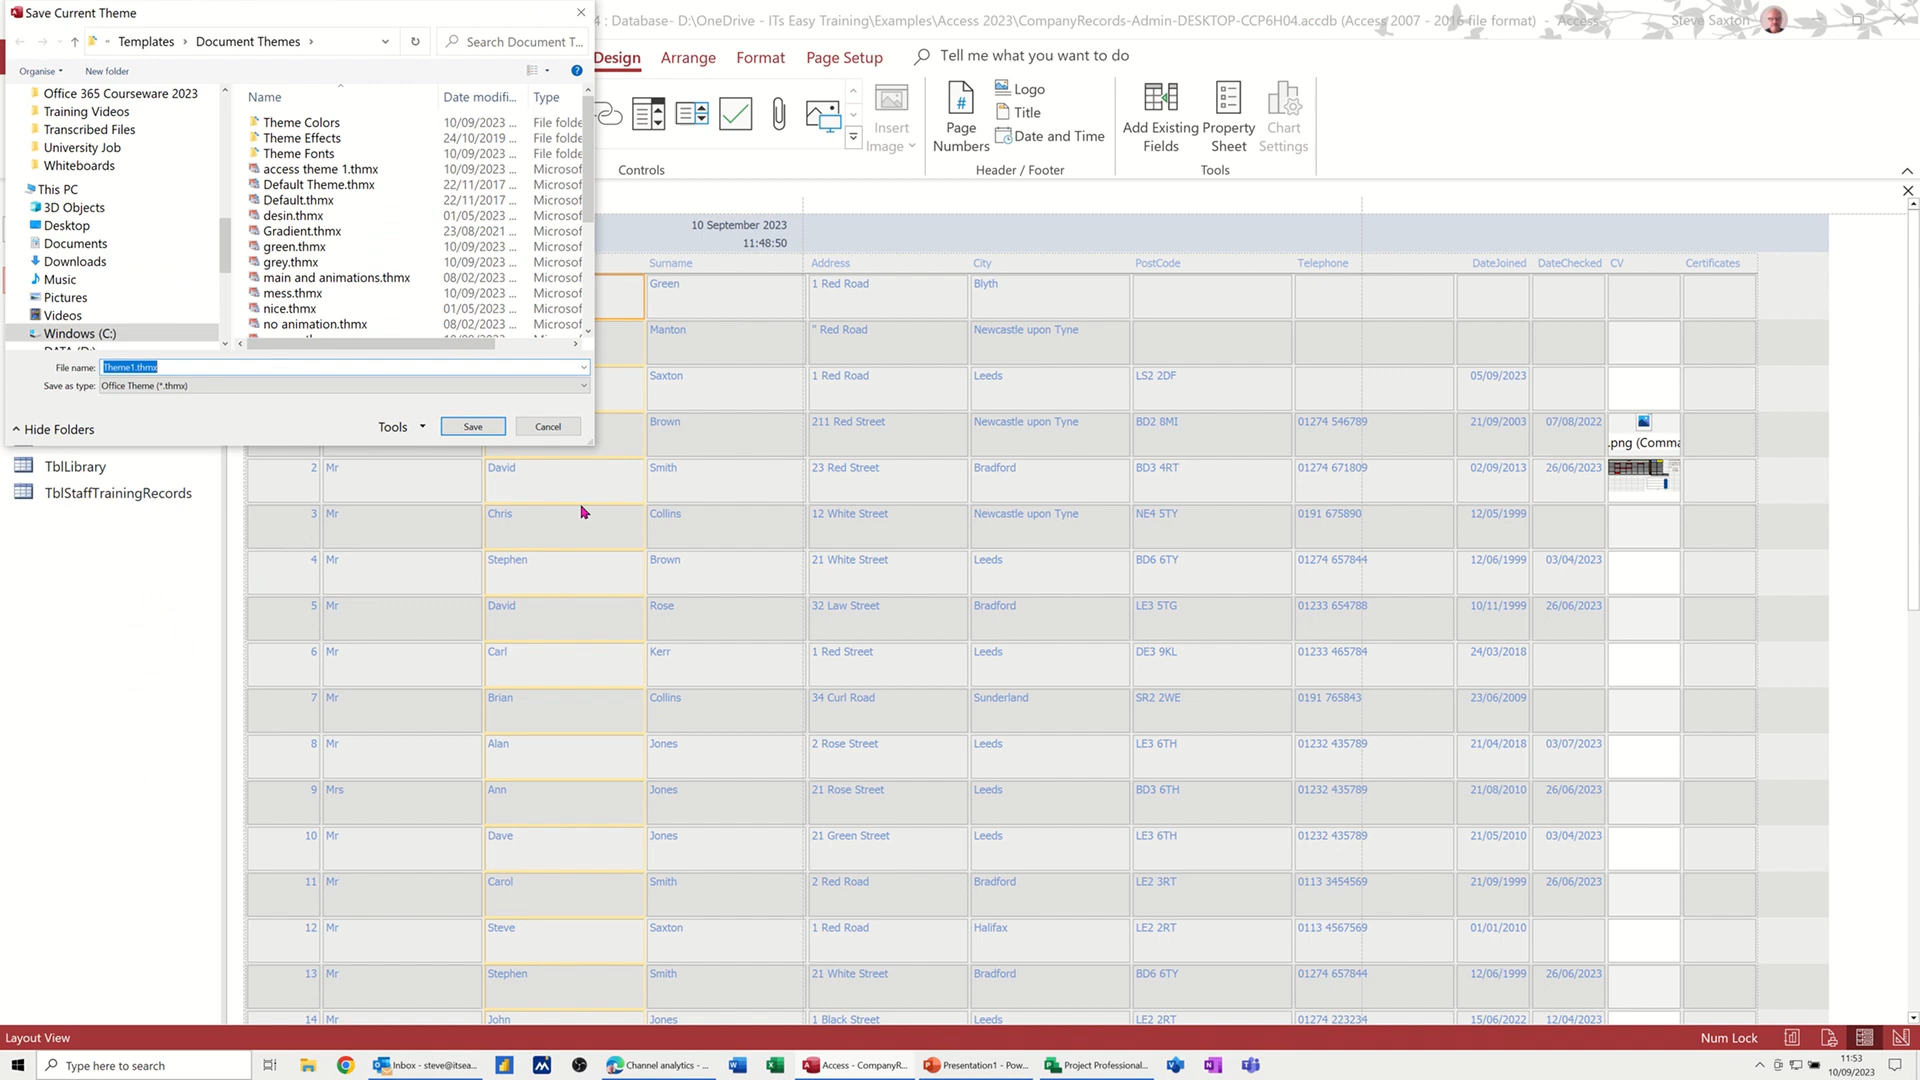 Save Current Theme
4 : Database- D:\OneDrive - ITs Easy Training\Examples\Access 2023\CompanyRecords-Admin-DESKTOP-CCP6H04.accdb (Access 2007 - 2016 file format) - Access
Steve Saxton
« Templates > Document Themes >
Search Document T...
Design Arrange Format Page Setup Tell me what you want to do
Organise New folder
Office 365 Courseware 2023
Training Videos
Transcribed Files
University Job
Whiteboards
This PC
3D Objects
Desktop
Documents
Downloads
Music
Pictures
Videos
Windows (C:)
Name Date modifi... Type
Theme Colors 10/09/2023 ... File folde
Theme Effects 24/10/2019 ... File folde
Theme Fonts 10/09/2023 ... File folde
access theme 1.thmx 10/09/2023 ... Microsof
Default Theme.thmx 22/11/2017 ... Microsof
Default.thmx 22/11/2017 ... Microsof
desin.thmx 01/05/2023 ... Microsof
Gradient.thmx 23/08/2021 ... Microsof
green.thmx 10/09/2023 ... Microsof
grey.thmx 10/09/2023 ... Microsof
main and animations.thmx 08/02/2023 ... Microsof
mess.thmx 10/09/2023 ... Microsof
nice.thmx 01/05/2023 ... Microsof
no animation.thmx 08/02/2023 ... Microsof
File name: Theme1.thmx
Save as type: Office Theme (*.thmx)
Hide Folders
Tools Save Cancel
Insert Image
Page Numbers
Logo
Title
Date and Time
Add Existing Fields
Property Sheet
Chart Settings
Controls
Header / Footer
Tools
TblLibrary
TblStaffTrainingRecords
10 September 2023
11:48:50
Surname Address City PostCode Telephone DateJoined DateChecked CV Certificates
Green 1 Red Road Blyth
Manton " Red Road Newcastle upon Tyne
Saxton 1 Red Road Leeds LS2 2DF 05/09/2023
Brown 211 Red Street Newcastle upon Tyne BD2 8MI 01274 546789 21/09/2003 07/08/2022
.png (Comma
2 Mr David Smith 23 Red Street Bradford BD3 4RT 01274 671809 02/09/2013 26/06/2023
3 Mr Chris Collins 12 White Street Newcastle upon Tyne NE4 5TY 0191 675890 12/05/1999
4 Mr Stephen Brown 21 White Street Leeds BD6 6TY 01274 657844 12/06/1999 03/04/2023
5 Mr David Rose 32 Law Street Bradford LE3 5TG 01233 654788 10/11/1999 26/06/2023
6 Mr Carl Kerr 1 Red Street Leeds DE3 9KL 01233 465784 24/03/2018
7 Mr Brian Collins 34 Curl Road Sunderland SR2 2WE 0191 765843 23/06/2009
8 Mr Alan Jones 2 Rose Street Leeds LE3 6TH 01232 435789 21/04/2018 03/07/2023
9 Mrs Ann Jones 21 Rose Street Leeds BD3 6TH 01232 435789 21/08/2010 26/06/2023
10 Mr Dave Jones 21 Green Street Leeds LE3 6TH 01232 435789 21/05/2010 03/04/2023
11 Mr Carol Smith 2 Red Road Bradford LE2 3RT 0113 3454569 21/09/1999 26/06/2023
12 Mr Steve Saxton 1 Red Road Halifax LE2 2RT 0113 4567569 01/01/2010
13 Mr Stephen Smith 21 White Street Bradford BD6 6TY 01274 657844 12/06/1999 26/06/2023
14 Mr John Jones 1 Black Street Leeds LE2 2RT 01274 223234 15/06/2022 12/04/2023
Layout View
Num Lock
Type here to search
Inbox - steve@itsea...
Channel analytics - ...
Access - CompanyR...
Presentation1 - Pow...
Project Professional...
11:53
10/09/2023